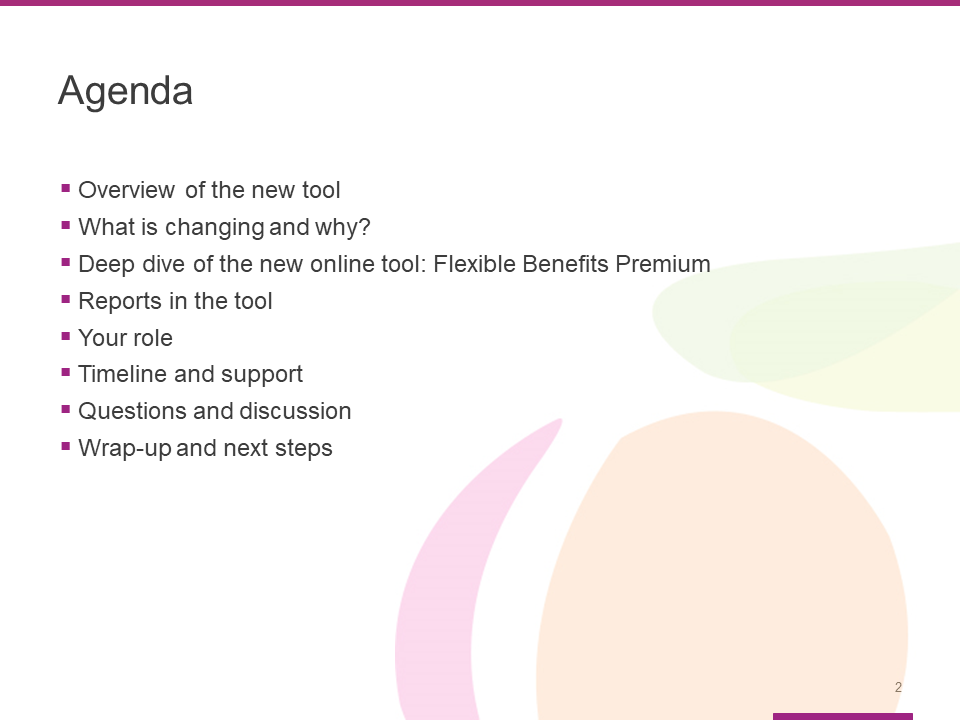 Agenda
Overview of the new tool
What is changing and why?
Deep dive of the new online tool: Flexible Benefits Premium
Reports in the tool
Your role
Timeline and support
Questions and discussion
Wrap-up and next steps
2